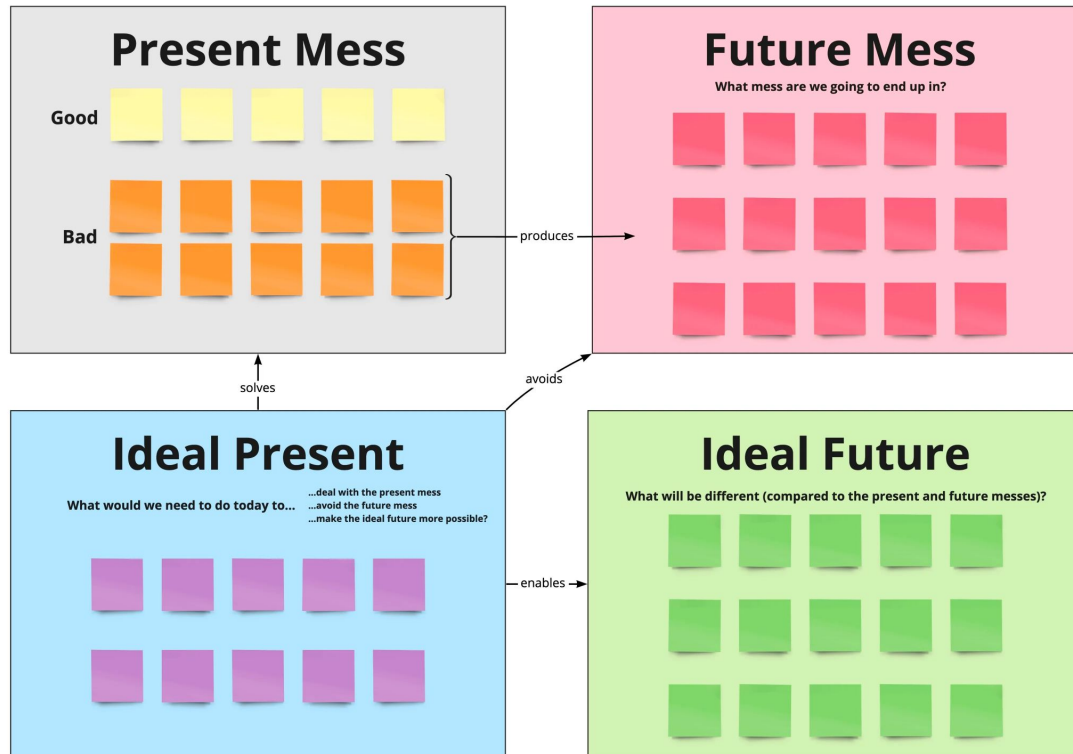 Present Mess
Good
Bad
produces
Future Mess
What mess are we going to end up in?
solves
avoids
Ideal Present
What would we need to do today to...
...deal with the present mess
...avoid the future mess
...make the ideal future more possible?
enables
Ideal Future
What will be different (compared to the present and future messes)?